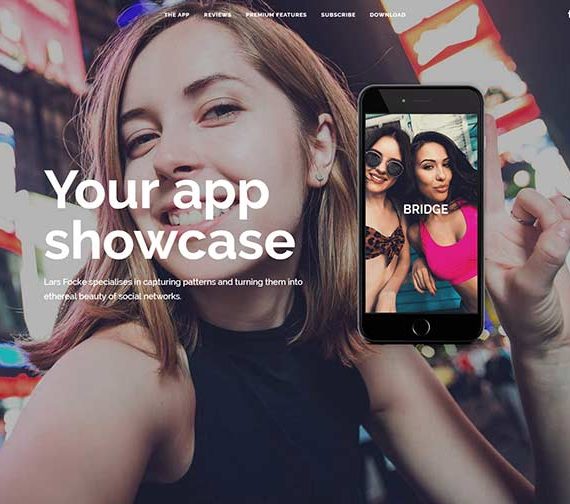 THE APP REVIEWS PREMIUM FEATURES SUBSCRIBE DOWNLOAD
Your app
showcase
BRIDGE
Lars Focke specialises in capturing patterns and turning them into
ethereal beauty of social networks.